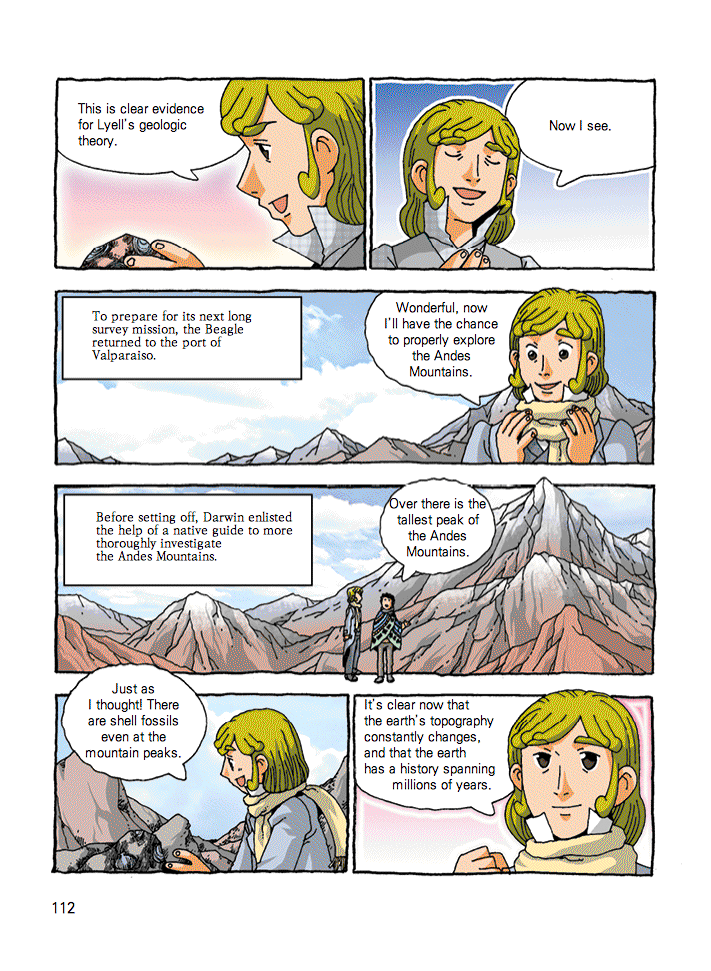 This is clear evidence
for Lyell's geologic
theory.
Now I see.
To prepare for its next long
survey mission, the Beagle
returned to the port of
Valparaiso.
Wonderful, now
I'll have the chance
to properly explore
the Andes
Mountains.
Before setting off, Darwin enlisted
the help of a native guide to more
thoroughly investigate
the Andes Mountains.
Over there is the
tallest peak of
the Andes
Mountains.
Just as
I thought! There
are shell fossils
even at the
mountain peaks.
It's clear now that
the earth's topography
constantly changes,
and that the earth
has a history spanning
millions of years.
112